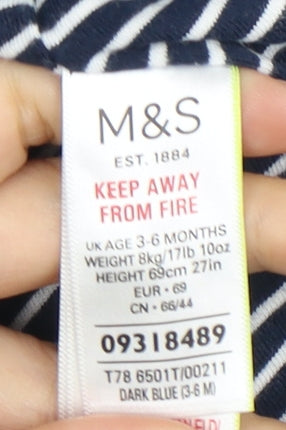 M&S
EST. 1884
KEEP AWAY
FROM FIRE
UK AGE 3-6 MONTHS
WEIGHT 8kg/17lb 10oz
HEIGHT 69cm 27in
EUR · 69
CN · 66/44
09318489
T78 6501T/00211
DARK BLUE (3-6 M)